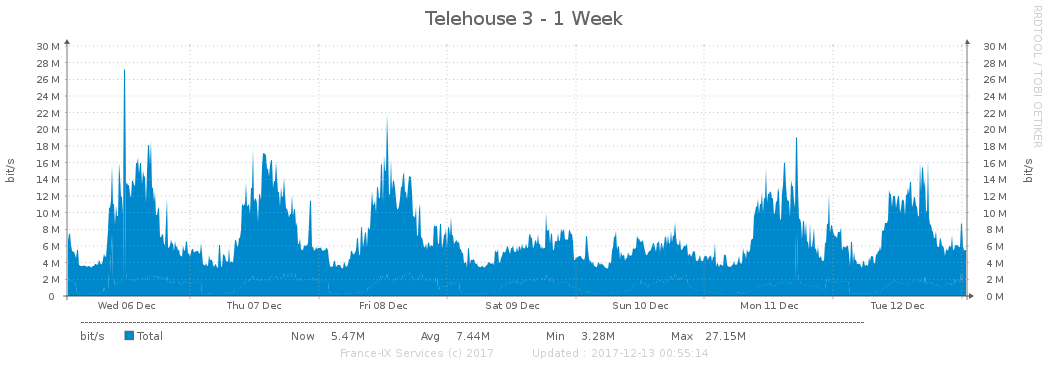 Telehouse 3 - 1 Week
RRDTOOL / TOBI OETIKER
bit/s
bit/s
30 M 30 M
28 M 28 M
26 M 26 M
24 M 24 M
22 M 22 M
20 M 20 M
18 M 18 M
16 M 16 M
14 M 14 M
12 M 12 M
10 M 10 M
8 M 8 M
6 M 6 M
4 M 4 M
2 M 2 M
0 0 M
Wed 06 Dec Thu 07 Dec Fri 08 Dec Sat 09 Dec Sun 10 Dec Mon 11 Dec Tue 12 Dec
bit/s Total Now 5.47M Avg 7.44M Min 3.28M Max 27.15M
France-IX Services (c) 2017 Updated : 2017-12-13 00:55:14